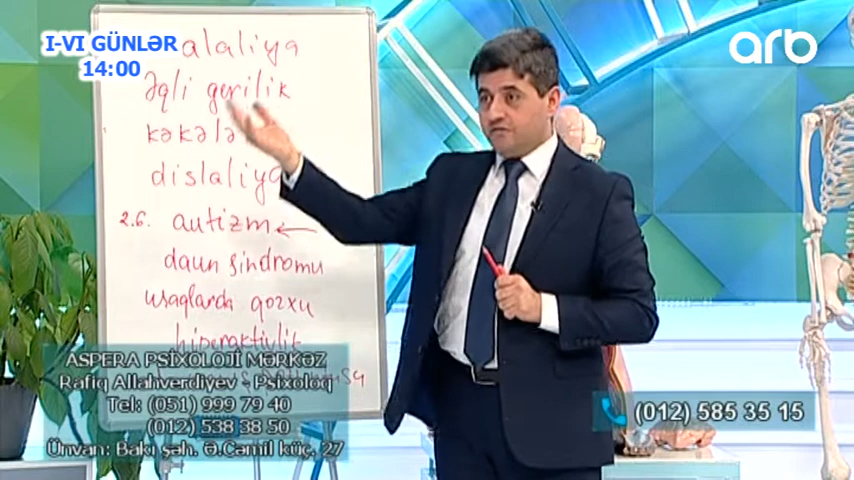 I-VI GÜNLƏR
14:00
arb
alaliya
Əqli gerilik
kəkələ
dislaliya
2.6. autizm ←
daun sindromu
uşaqlarda qorxu
hiperaktivlik
ASPERA PSİXOLOJİ MƏRKƏZ
Rafiq Allahverdiyev - Psixoloq
Tel: (051) 999 79 40
(012) 538 38 50
Ünvan: Bakı şəh. Ə.Cəmil küç. 27
(012) 585 35 15